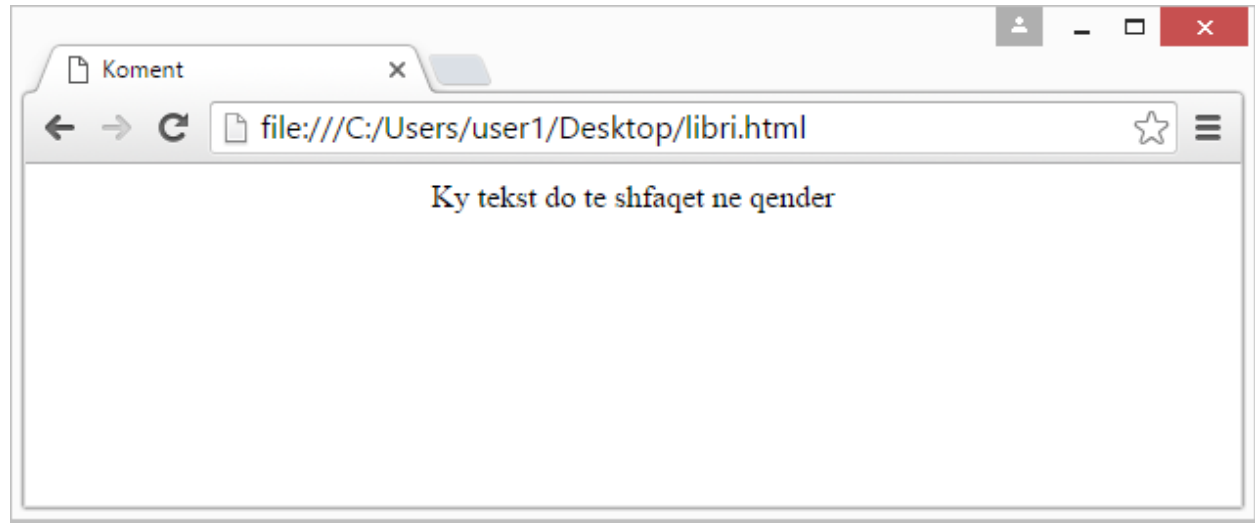 Koment
file:///C:/Users/user1/Desktop/libri.html
Ky tekst do te shfaqet ne qender